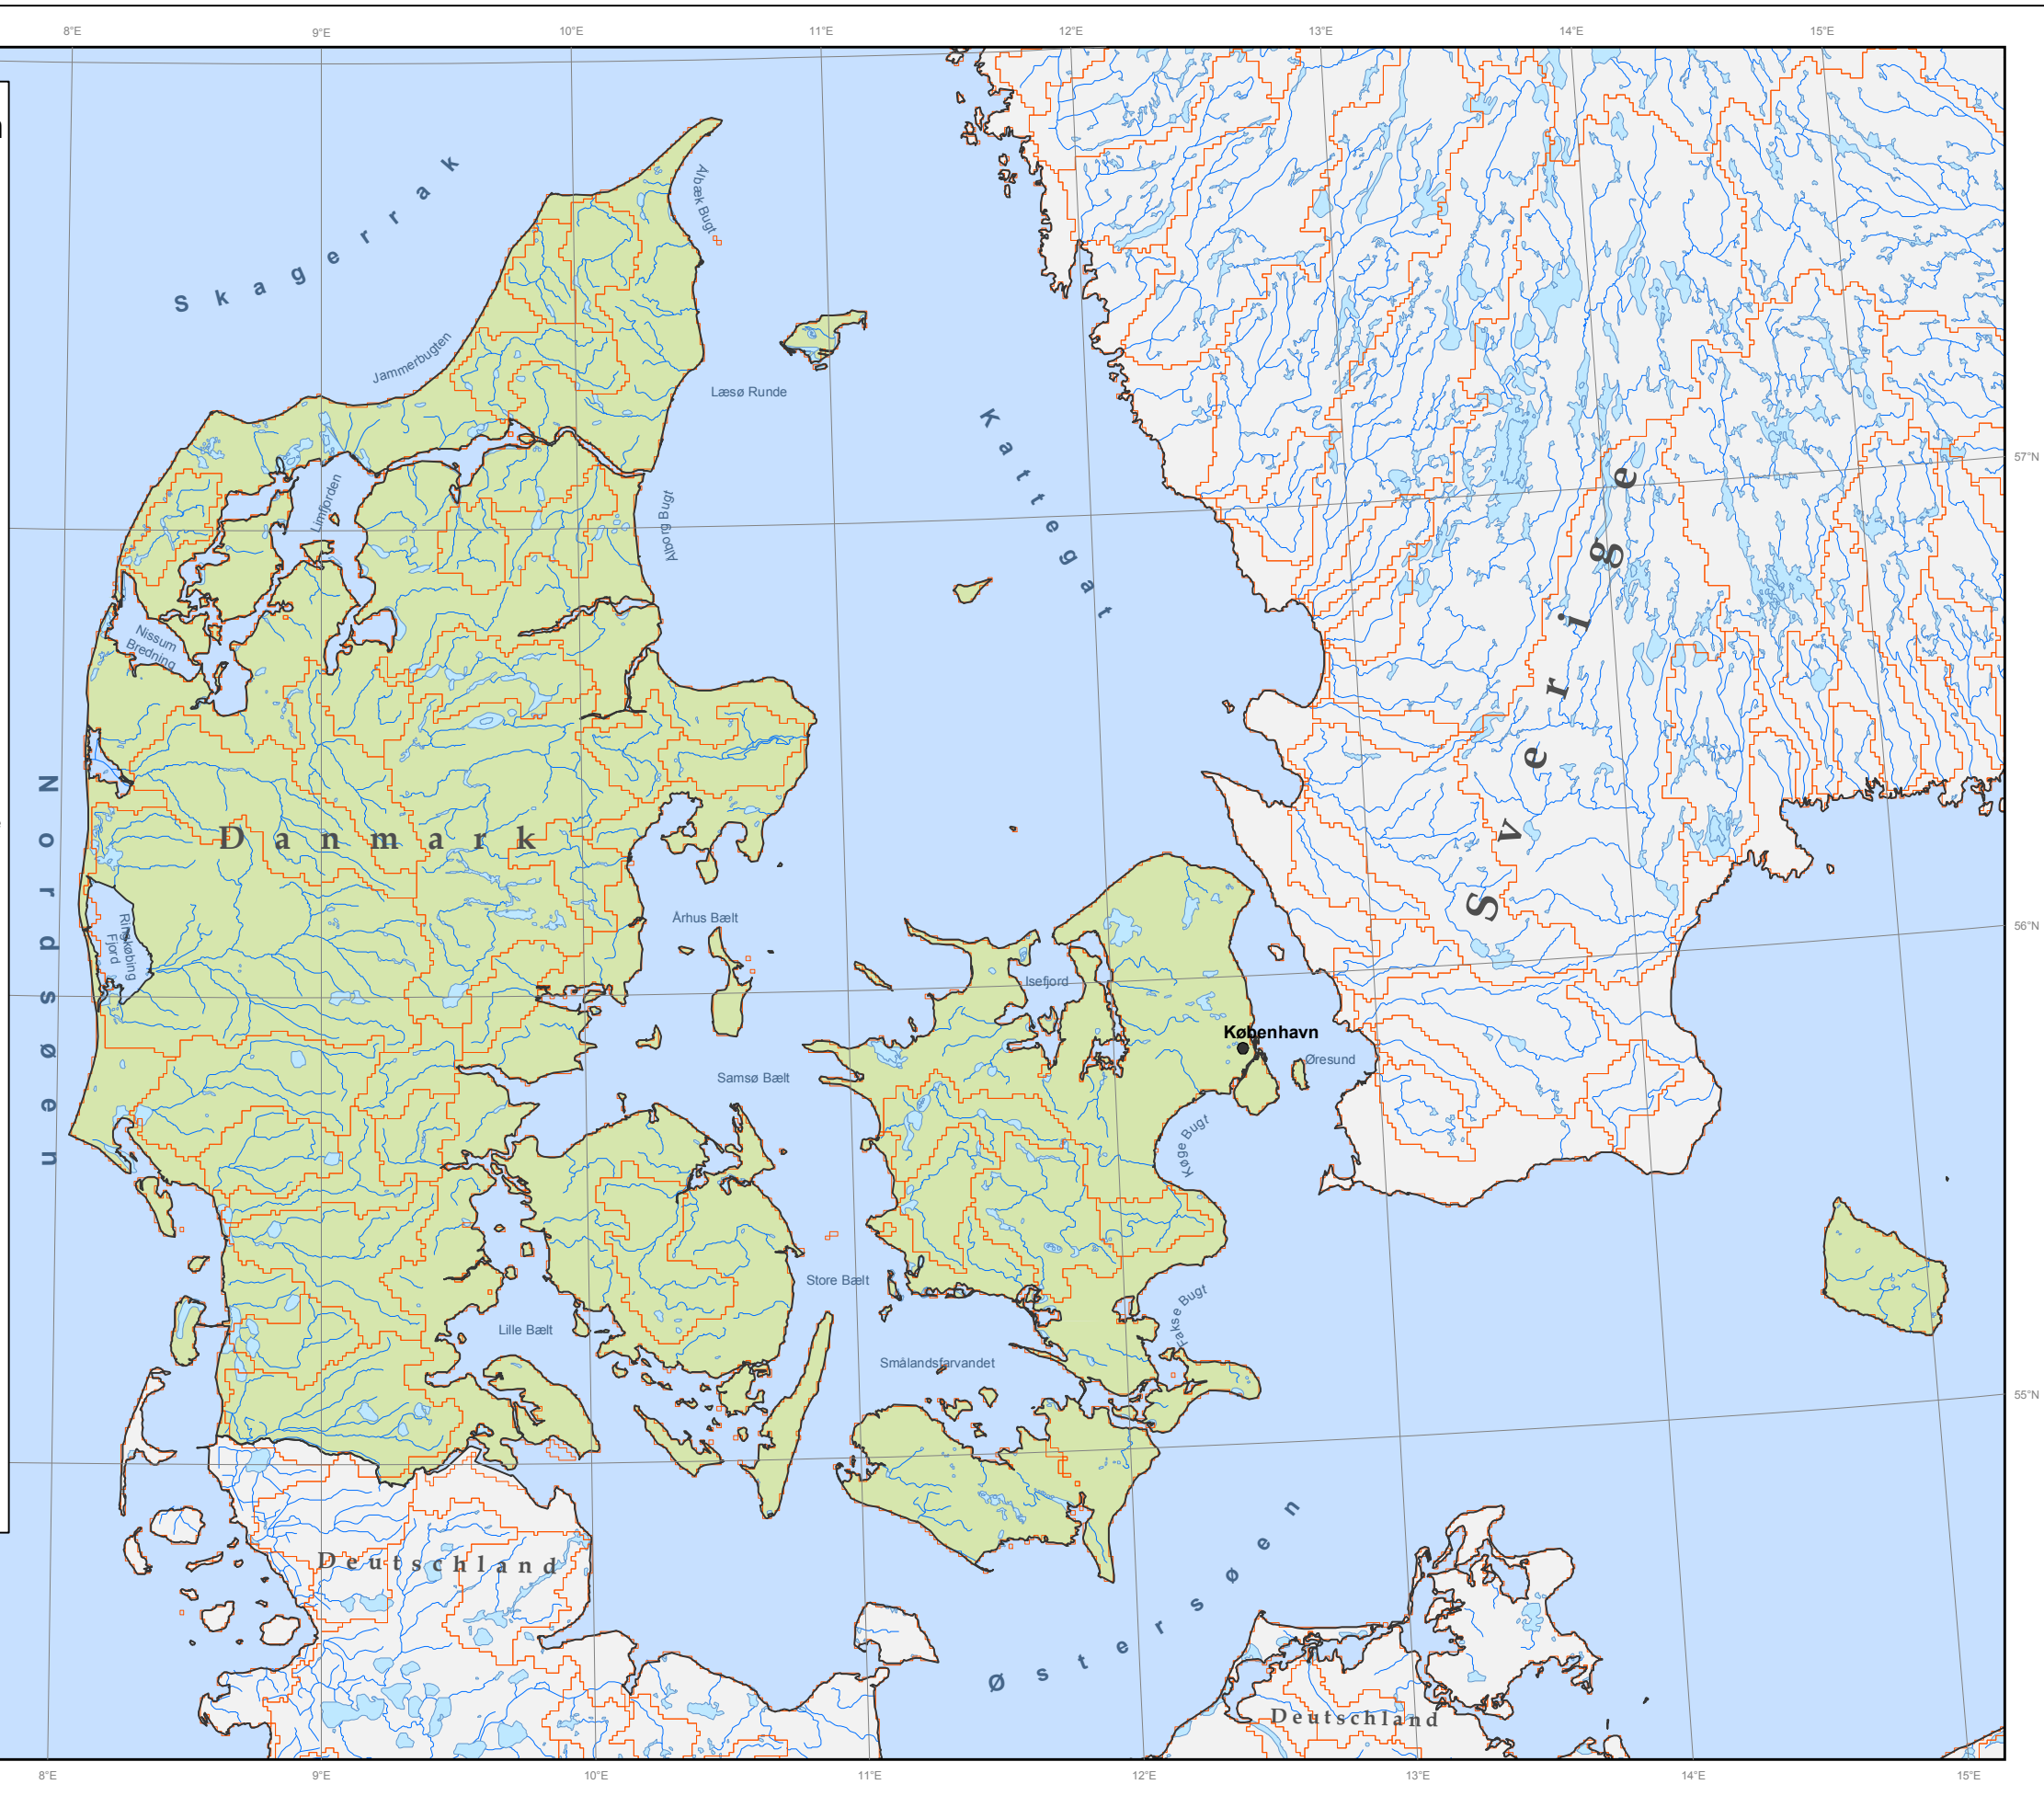 8°E 9°E 10°E 11°E 12°E 13°E 14°E 15°E
Skagerrak
Ålbæk Bugt
Jammerbugten
Læsø Runde
Kattegat
Sverige
57°N
Limfjorden
Ålborg Bugt
Nissum
Bredning
Nordsøen
Danmark
Århus Bælt
56°N
Ringkøbing
Fjord
Isefjord
København
Øresund
Samsø Bælt
Køge Bugt
Store Bælt
Lille Bælt
Fakse Bugt
Smålandsfarvandet
55°N
Østersøen
Deutschland
Deutschland
8°E 9°E 10°E 11°E 12°E 13°E 14°E 15°E